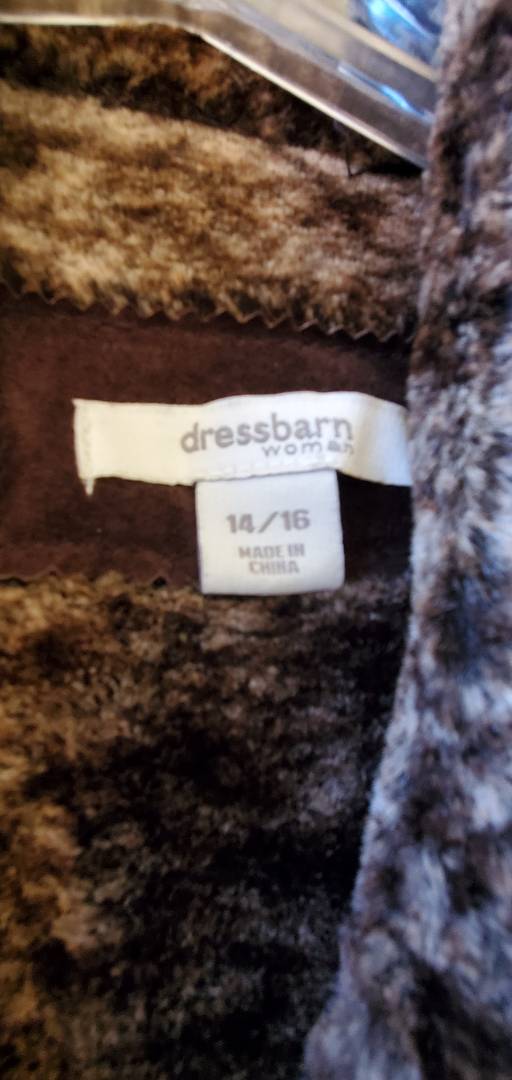 dressbarn
woman
14/16
MADE IN
CHINA